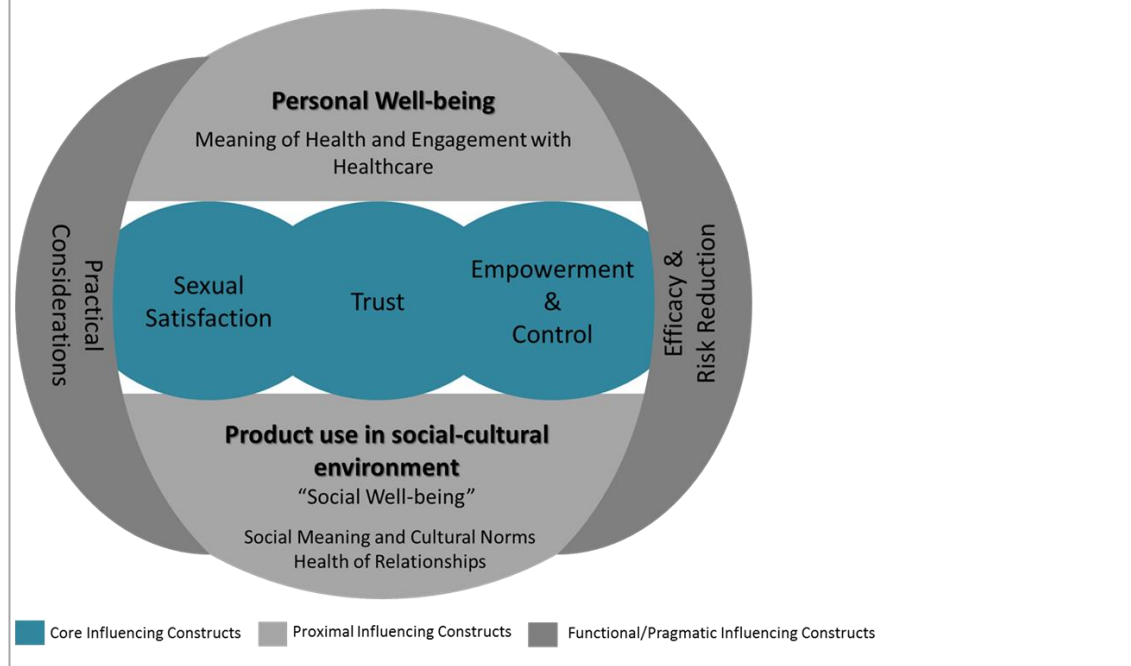 Personal Well-being
Meaning of Health and Engagement with
Healthcare
Practical
Considerations
Sexual
Satisfaction
Trust
Empowerment
&
Control
Efficacy &
Risk Reduction
Product use in social-cultural
environment
“Social Well-being”
Social Meaning and Cultural Norms
Health of Relationships
Core Influencing Constructs
Proximal Influencing Constructs
Functional/Pragmatic Influencing Constructs